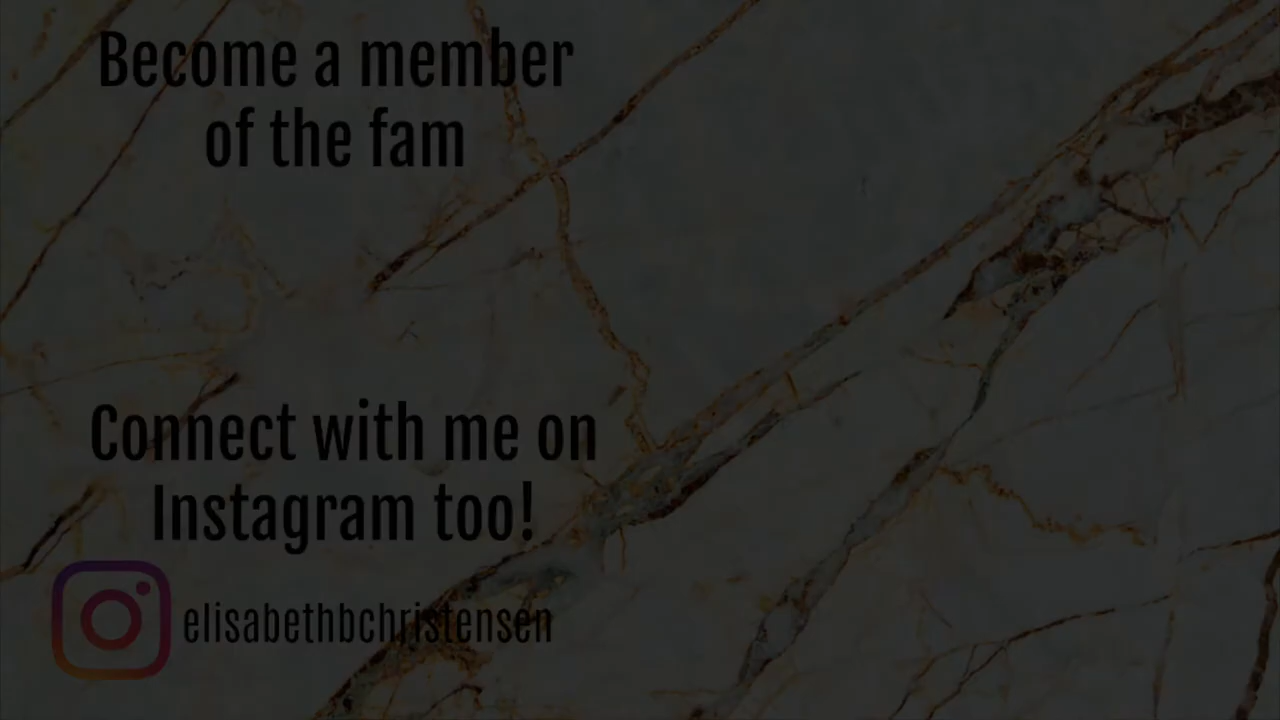 Become a member
of the fam
Connect with me on
Instagram too!
elisabethbchristensen